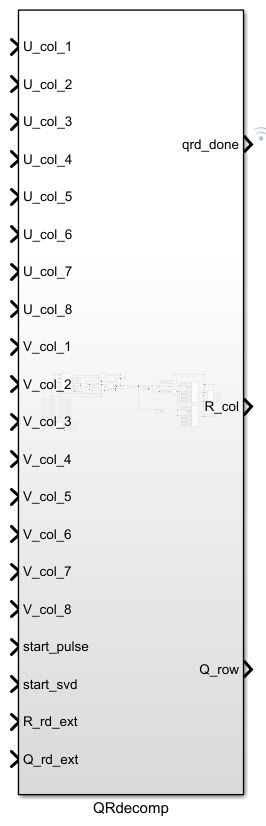 U_col_1
U_col_2
U_col_3
U_col_4
U_col_5
U_col_6
U_col_7
U_col_8
V_col_1
V_col_2
V_col_3
V_col_4
V_col_5
V_col_6
V_col_7
V_col_8
start_pulse
start_svd
R_rd_ext
Q_rd_ext
qrd_done
R_col
Q_row
QRdecomp